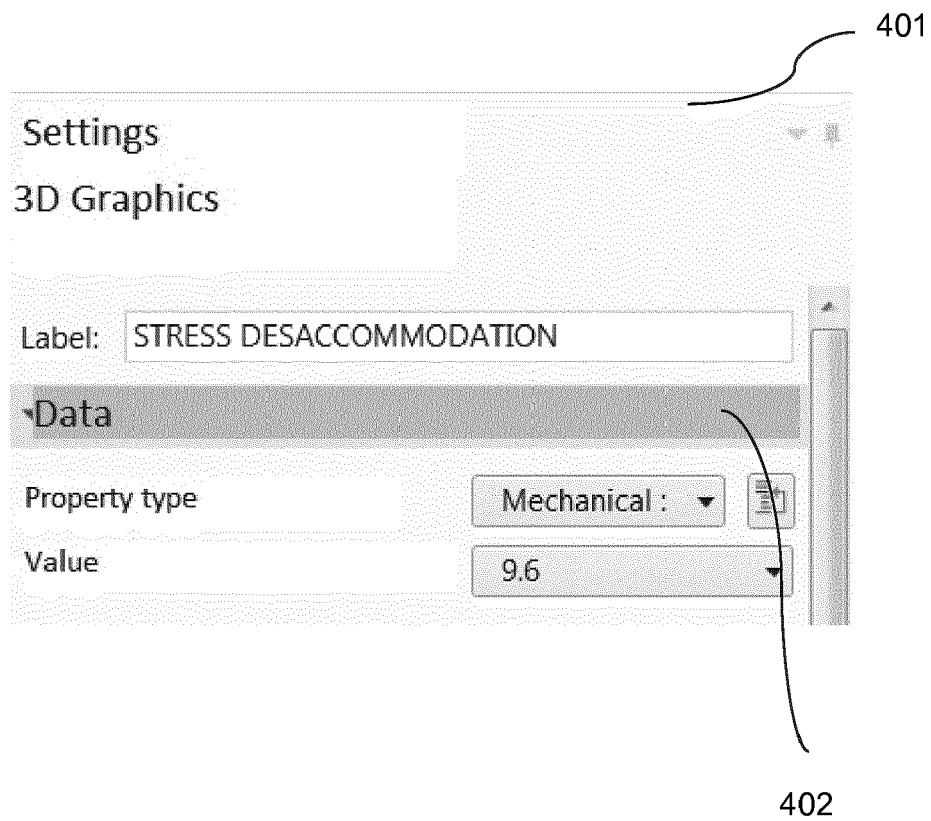 401
Settings
3D Graphics
Label: STRESS DESACCOMMODATION
Data
Property type Mechanical :
Value 9.6
402